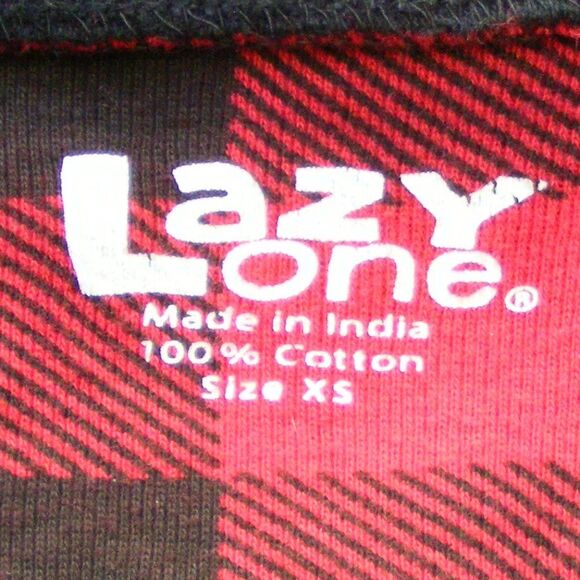 Lazy
one®
Made in India
100% Cotton
Size XS